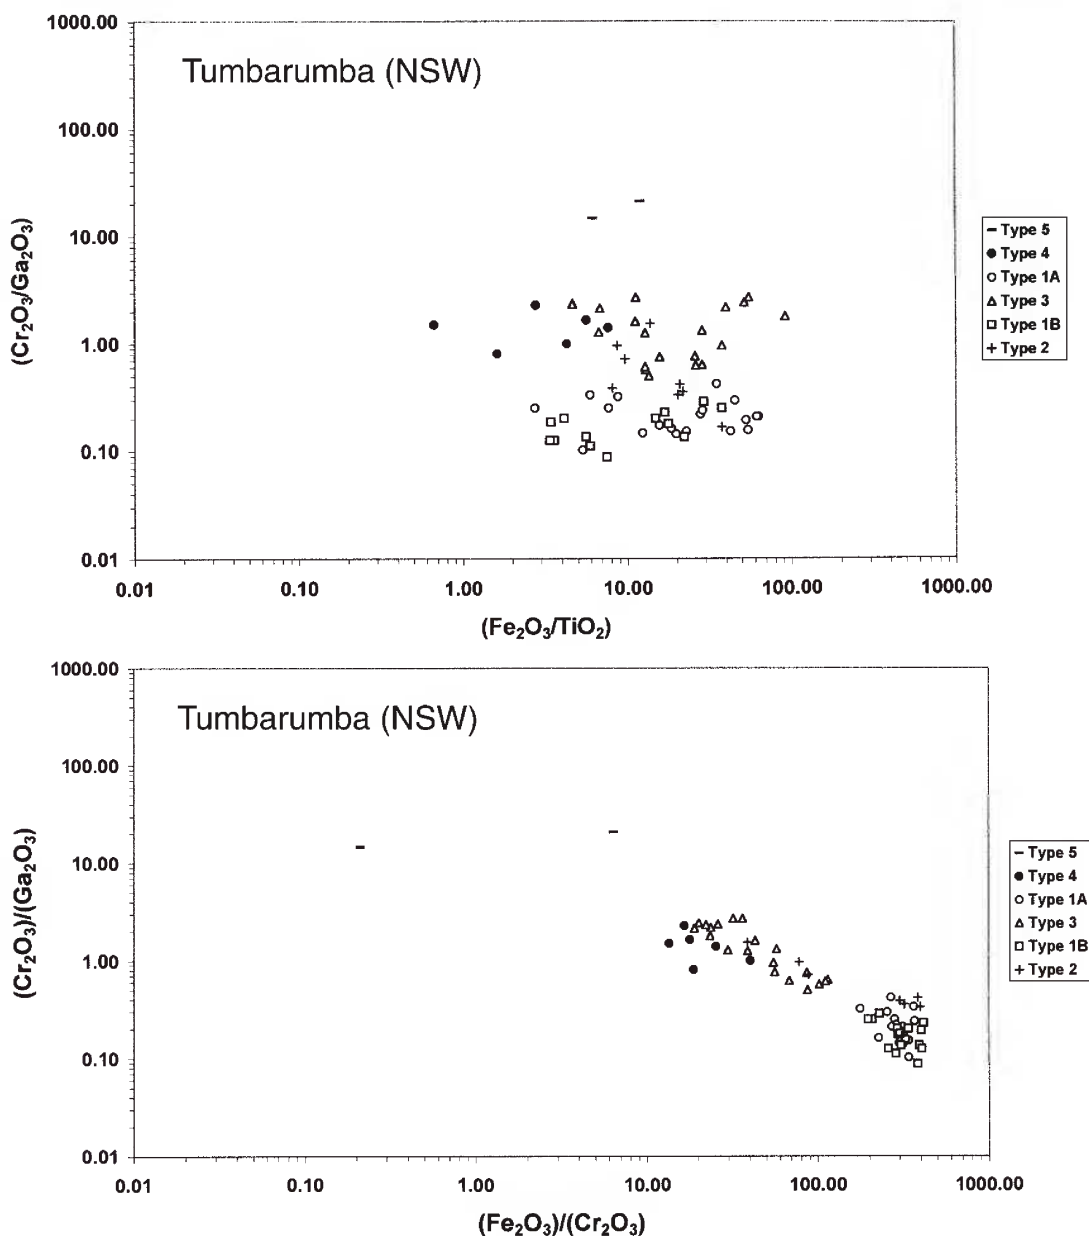 Tumbarumba (NSW)
1000.00
100.00
10.00
1.00
0.10
0.01
(Cr₂O₃/Ga₂O₃)
0.01 0.10 1.00 10.00 100.00 1000.00
(Fe₂O₃/TiO₂)
Type 5
Type 4
Type 1A
Type 3
Type 1B
Type 2
Tumbarumba (NSW)
1000.00
100.00
10.00
1.00
0.10
0.01
(Cr₂O₃)/(Ga₂O₃)
0.01 0.10 1.00 10.00 100.00 1000.00
(Fe₂O₃)/(Cr₂O₃)
Type 5
Type 4
Type 1A
Type 3
Type 1B
Type 2